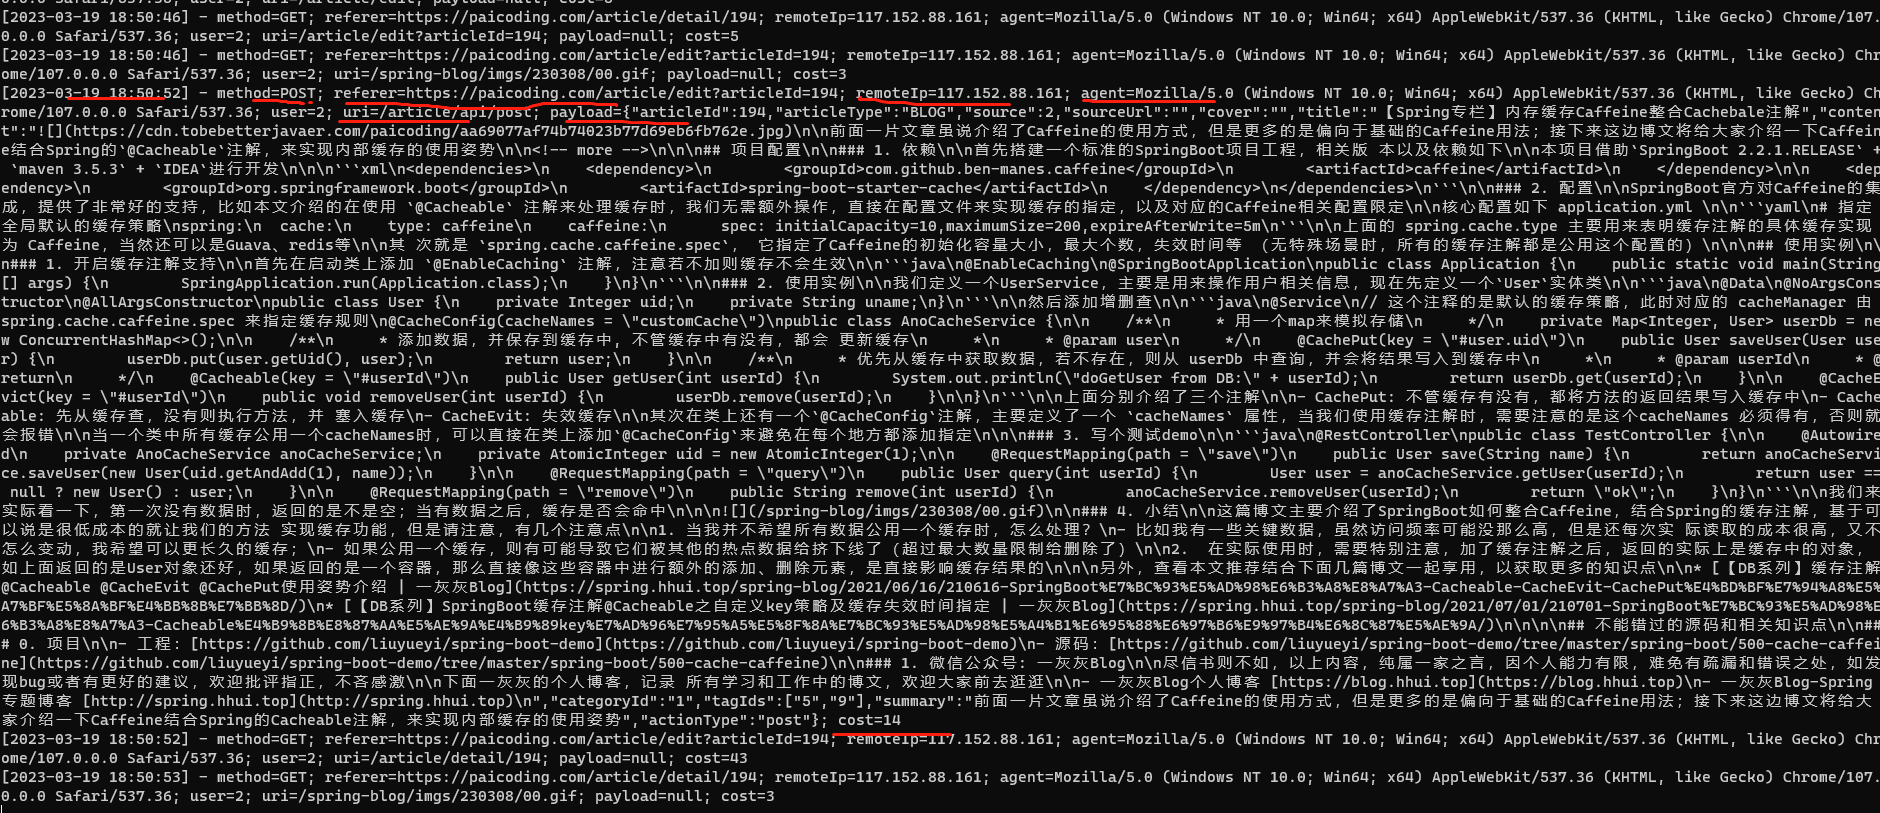 [2023-03-19 18:50:46] - method=GET; referer=https://paicoding.com/article/detail/194; remoteIp=117.152.88.161; agent=Mozilla/5.0 (Windows NT 10.0; Win64; x64) AppleWebKit/537.36 (KHTML, like Gecko) Chrome/107.
0.0.0 Safari/537.36; user=2; uri=/article/edit?articleId=194; payload=null; cost=5
[2023-03-19 18:50:46] - method=GET; referer=https://paicoding.com/article/edit?articleId=194; remoteIp=117.152.88.161; agent=Mozilla/5.0 (Windows NT 10.0; Win64; x64) AppleWebKit/537.36 (KHTML, like Gecko) Chr
ome/107.0.0.0 Safari/537.36; user=2; uri=/spring-blog/imgs/230308/00.gif; payload=null; cost=3
[2023-03-19 18:50:52] - method=POST; referer=https://paicoding.com/article/edit?articleId=194; remoteIp=117.152.88.161; agent=Mozilla/5.0 (Windows NT 10.0; Win64; x64) AppleWebKit/537.36 (KHTML, like Gecko) Ch
rome/107.0.0.0 Safari/537.36; user=2; uri=/article/api/post; payload={"articleId":194,"articleType":"BLOG","source":2,"sourceUrl":"","cover":"","title":"【Spring专栏】内存缓存Caffeine整合Cachebale注解","conten
t":"![](https://cdn.tobebetterjavaer.com/paicoding/aa69077af74b74023b77d69eb6fb762e.jpg)\n\n前面一片文章虽说介绍了Caffeine的使用方式，但是更多的是偏向于基础的Caffeine用法；接下来这边博文将给大家介绍一下Caffein
e结合Spring的`@Cacheable`注解，来实现内部缓存的使用姿势\n\n<!-- more -->\n\n\n\n## 项目配置\n\n### 1. 依赖\n\n首先搭建一个标准的SpringBoot项目工程，相关版 本以及依赖如下\n\n本项目借助`SpringBoot 2.2.1.RELEASE` +
`maven 3.5.3` + `IDEA`进行开发\n\n\n\n```xml\n<dependencies>\n    <dependency>\n        <groupId>com.github.ben-manes.caffeine</groupId>\n        <artifactId>caffeine</artifactId>\n    </dependency>\n    <dep
endency>\n        <groupId>org.springframework.boot</groupId>\n        <artifactId>spring-boot-starter-cache</artifactId>\n    </dependency>\n</dependencies>\n```\n\n### 2. 配置\n\nSpringBoot官方对Caffeine的集
成，提供了非常好的支持，比如本文介绍的在使用 `@Cacheable` 注解来处理缓存时，我们无需额外操作，直接在配置文件来实现缓存的指定，以及对应的Caffeine相关配置限定\n\n核心配置如下 application.yml \n\n```yaml\n# 指定
全局默认的缓存策略\nspring:\n  cache:\n    type: caffeine\n    caffeine:\n      spec: initialCapacity=10,maximumSize=200,expireAfterWrite=5m\n```\n\n上面的 spring.cache.type 主要用来表明缓存注解的具体缓存实现
为 Caffeine，当然还可以是Guava、redis等\n\n其 次就是 `spring.cache.caffeine.spec`， 它指定了Caffeine的初始化容量大小，最大个数，失效时间等 （无特殊场景时，所有的缓存注解都是公用这个配置的）\n\n\n\n## 使用实例\n\
n### 1. 开启缓存注解支持\n\n首先在启动类上添加 `@EnableCaching` 注解，注意若不加则缓存不会生效\n\n```java\n@EnableCaching\n@SpringBootApplication\npublic class Application {\n    public static void main(String
[] args) {\n        SpringApplication.run(Application.class);\n    }\n}\n```\n\n\n### 2. 使用实例\n\n我们定义一个UserService，主要是用来操作用户相关信息，现在先定义一个`User`实体类\n\n```java\n@Data\n@NoArgsCons
tructor\n@AllArgsConstructor\npublic class User {\n    private Integer uid;\n    private String uname;\n}\n```\n\n然后添加增删查\n\n```java\n@Service\n// 这个注释的是默认的缓存策略，此时对应的 cacheManager 由
spring.cache.caffeine.spec 来指定缓存规则\n@CacheConfig(cacheNames = \"customCache\")\npublic class AnoCacheService {\n\n    /**\n     * 用一个map来模拟存储\n     */\n    private Map<Integer, User> userDb = ne
w ConcurrentHashMap<>();\n\n    /**\n     * 添加数据，并保存到缓存中，不管缓存中有没有，都会 更新缓存\n     *\n     * @param user\n     */\n    @CachePut(key = \"#user.uid\")\n    public User saveUser(User use
r) {\n        userDb.put(user.getUid(), user);\n        return user;\n    }\n\n    /**\n     * 优先从缓存中获取数据，若不存在，则从 userDb 中查询，并会将结果写入到缓存中\n     *\n     * @param userId\n     * @
return\n     */\n    @Cacheable(key = \"#userId\")\n    public User getUser(int userId) {\n        System.out.println(\"doGetUser from DB:\" + userId);\n        return userDb.get(userId);\n    }\n\n    @CacheE
vict(key = \"#userId\")\n    public void removeUser(int userId) {\n        userDb.remove(userId);\n    }\n\n}\n```\n\n上面分别介绍了三个注解\n\n- CachePut: 不管缓存有没有，都将方法的返回结果写入缓存中\n- Cache
able: 先从缓存查，没有则执行方法，并 塞入缓存\n- CacheEvit: 失效缓存\n\n其次在类上还有一个`@CacheConfig`注解，主要定义了一个 `cacheNames` 属性，当我们使用缓存注解时，需要注意的是这个cacheNames 必须得有，否则就
会报错\n\n当一个类中所有缓存公用一个cacheNames时，可以直接在类上添加`@CacheConfig`来避免在每个地方都添加指定\n\n\n### 3. 写个测试demo\n\n```java\n@RestController\npublic class TestController {\n\n    @Autowire
d\n    private AnoCacheService anoCacheService;\n    private AtomicInteger uid = new AtomicInteger(1);\n\n    @RequestMapping(path = \"save\")\n    public User save(String name) {\n        return anoCacheServi
ce.saveUser(new User(uid.getAndAdd(1), name));\n    }\n\n    @RequestMapping(path = \"query\")\n    public User query(int userId) {\n        User user = anoCacheService.getUser(userId);\n        return user ==
null ? new User() : user;\n    }\n\n    @RequestMapping(path = \"remove\")\n    public String remove(int userId) {\n        anoCacheService.removeUser(userId);\n        return \"ok\";\n    }\n}\n```\n\n我们来
实际看一下，第一次没有数据时，返回的是不是空；当有数据之后，缓存是否会命中\n\n\n![](/spring-blog/imgs/230308/00.gif)\n\n### 4. 小结\n\n这篇博文主要介绍了SpringBoot如何整合Caffeine，结合Spring的缓存注解，基于可
以说是很低成本的就让我们的方法 实现缓存功能，但是请注意，有几个注意点\n\n1. 当我并不希望所有数据公用一个缓存时，怎么处理？\n- 比如我有一些关键数据，虽然访问频率可能没那么高，但是还每次实 际读取的成本很高，又不
怎么变动，我希望可以更长久的缓存；\n- 如果公用一个缓存，则有可能导致它们被其他的热点数据给挤下线了（超过最大数量限制给删除了）\n\n2.  在实际使用时，需要特别注意，加了缓存注解之后，返回的实际上是缓存中的对象，
如上面返回的是User对象还好，如果返回的是一个容器，那么直接像这些容器中进行额外的添加、删除元素，是直接影响缓存结果的\n\n\n\n另外，查看本文推荐结合下面几篇博文一起享用，以获取更多的知识点\n\n* [【DB系列】缓存注解
@Cacheable @CacheEvit @CachePut使用姿势介绍 | 一灰灰Blog](https://spring.hhui.top/spring-blog/2021/06/16/210616-SpringBoot%E7%BC%93%E5%AD%98%E6%B3%A8%E8%A7%A3-Cacheable-CacheEvit-CachePut%E4%BD%BF%E7%94%A8%E5%
A7%BF%E5%8A%BF%E4%BB%8B%E7%BB%8D/)\n* [【DB系列】SpringBoot缓存注解@Cacheable之自定义key策略及缓存失效时间指定 | 一灰灰Blog](https://spring.hhui.top/spring-blog/2021/07/01/210701-SpringBoot%E7%BC%93%E5%AD%98%E
6%B3%A8%E8%A7%A3-Cacheable%E4%B9%8B%E8%87%AA%E5%AE%9A%E4%B9%89key%E7%AD%96%E7%95%A5%E5%8F%8A%E7%BC%93%E5%AD%98%E5%A4%B1%E6%95%88%E6%97%B6%E9%97%B4%E6%8C%87%E5%AE%9A/)\n\n\n\n\n## 不能错过的源码和相关知识点\n\n##
# 0. 项目\n\n- 工程：[https://github.com/liuyueyi/spring-boot-demo](https://github.com/liuyueyi/spring-boot-demo)\n- 源码：[https://github.com/liuyueyi/spring-boot-demo/tree/master/spring-boot/500-cache-caffei
ne](https://github.com/liuyueyi/spring-boot-demo/tree/master/spring-boot/500-cache-caffeine)\n\n### 1. 微信公众号: 一灰灰Blog\n\n尽信书则不如，以上内容，纯属一家之言，因个人能力有限，难免有疏漏和错误之处，如发
现bug或者有更好的建议，欢迎批评指正，不吝感激\n\n下面一灰灰的个人博客，记录 所有学习和工作中的博文，欢迎大家前去逛逛\n\n- 一灰灰Blog个人博客 [https://blog.hhui.top](https://blog.hhui.top)\n- 一灰灰Blog-Spring
专题博客 [http://spring.hhui.top](http://spring.hhui.top)\n","categoryId":"1","tagIds":["5","9"],"summary":"前面一片文章虽说介绍了Caffeine的使用方式，但是更多的是偏向于基础的Caffeine用法；接下来这边博文将给大
家介绍一下Caffeine结合Spring的Cacheable注解，来实现内部缓存的使用姿势","actionType":"post"}; cost=14
[2023-03-19 18:50:52] - method=GET; referer=https://paicoding.com/article/edit?articleId=194; remoteIp=117.152.88.161; agent=Mozilla/5.0 (Windows NT 10.0; Win64; x64) AppleWebKit/537.36 (KHTML, like Gecko) Chr
ome/107.0.0.0 Safari/537.36; user=2; uri=/article/detail/194; payload=null; cost=43
[2023-03-19 18:50:53] - method=GET; referer=https://paicoding.com/article/detail/194; remoteIp=117.152.88.161; agent=Mozilla/5.0 (Windows NT 10.0; Win64; x64) AppleWebKit/537.36 (KHTML, like Gecko) Chrome/107.
0.0.0 Safari/537.36; user=2; uri=/spring-blog/imgs/230308/00.gif; payload=null; cost=3